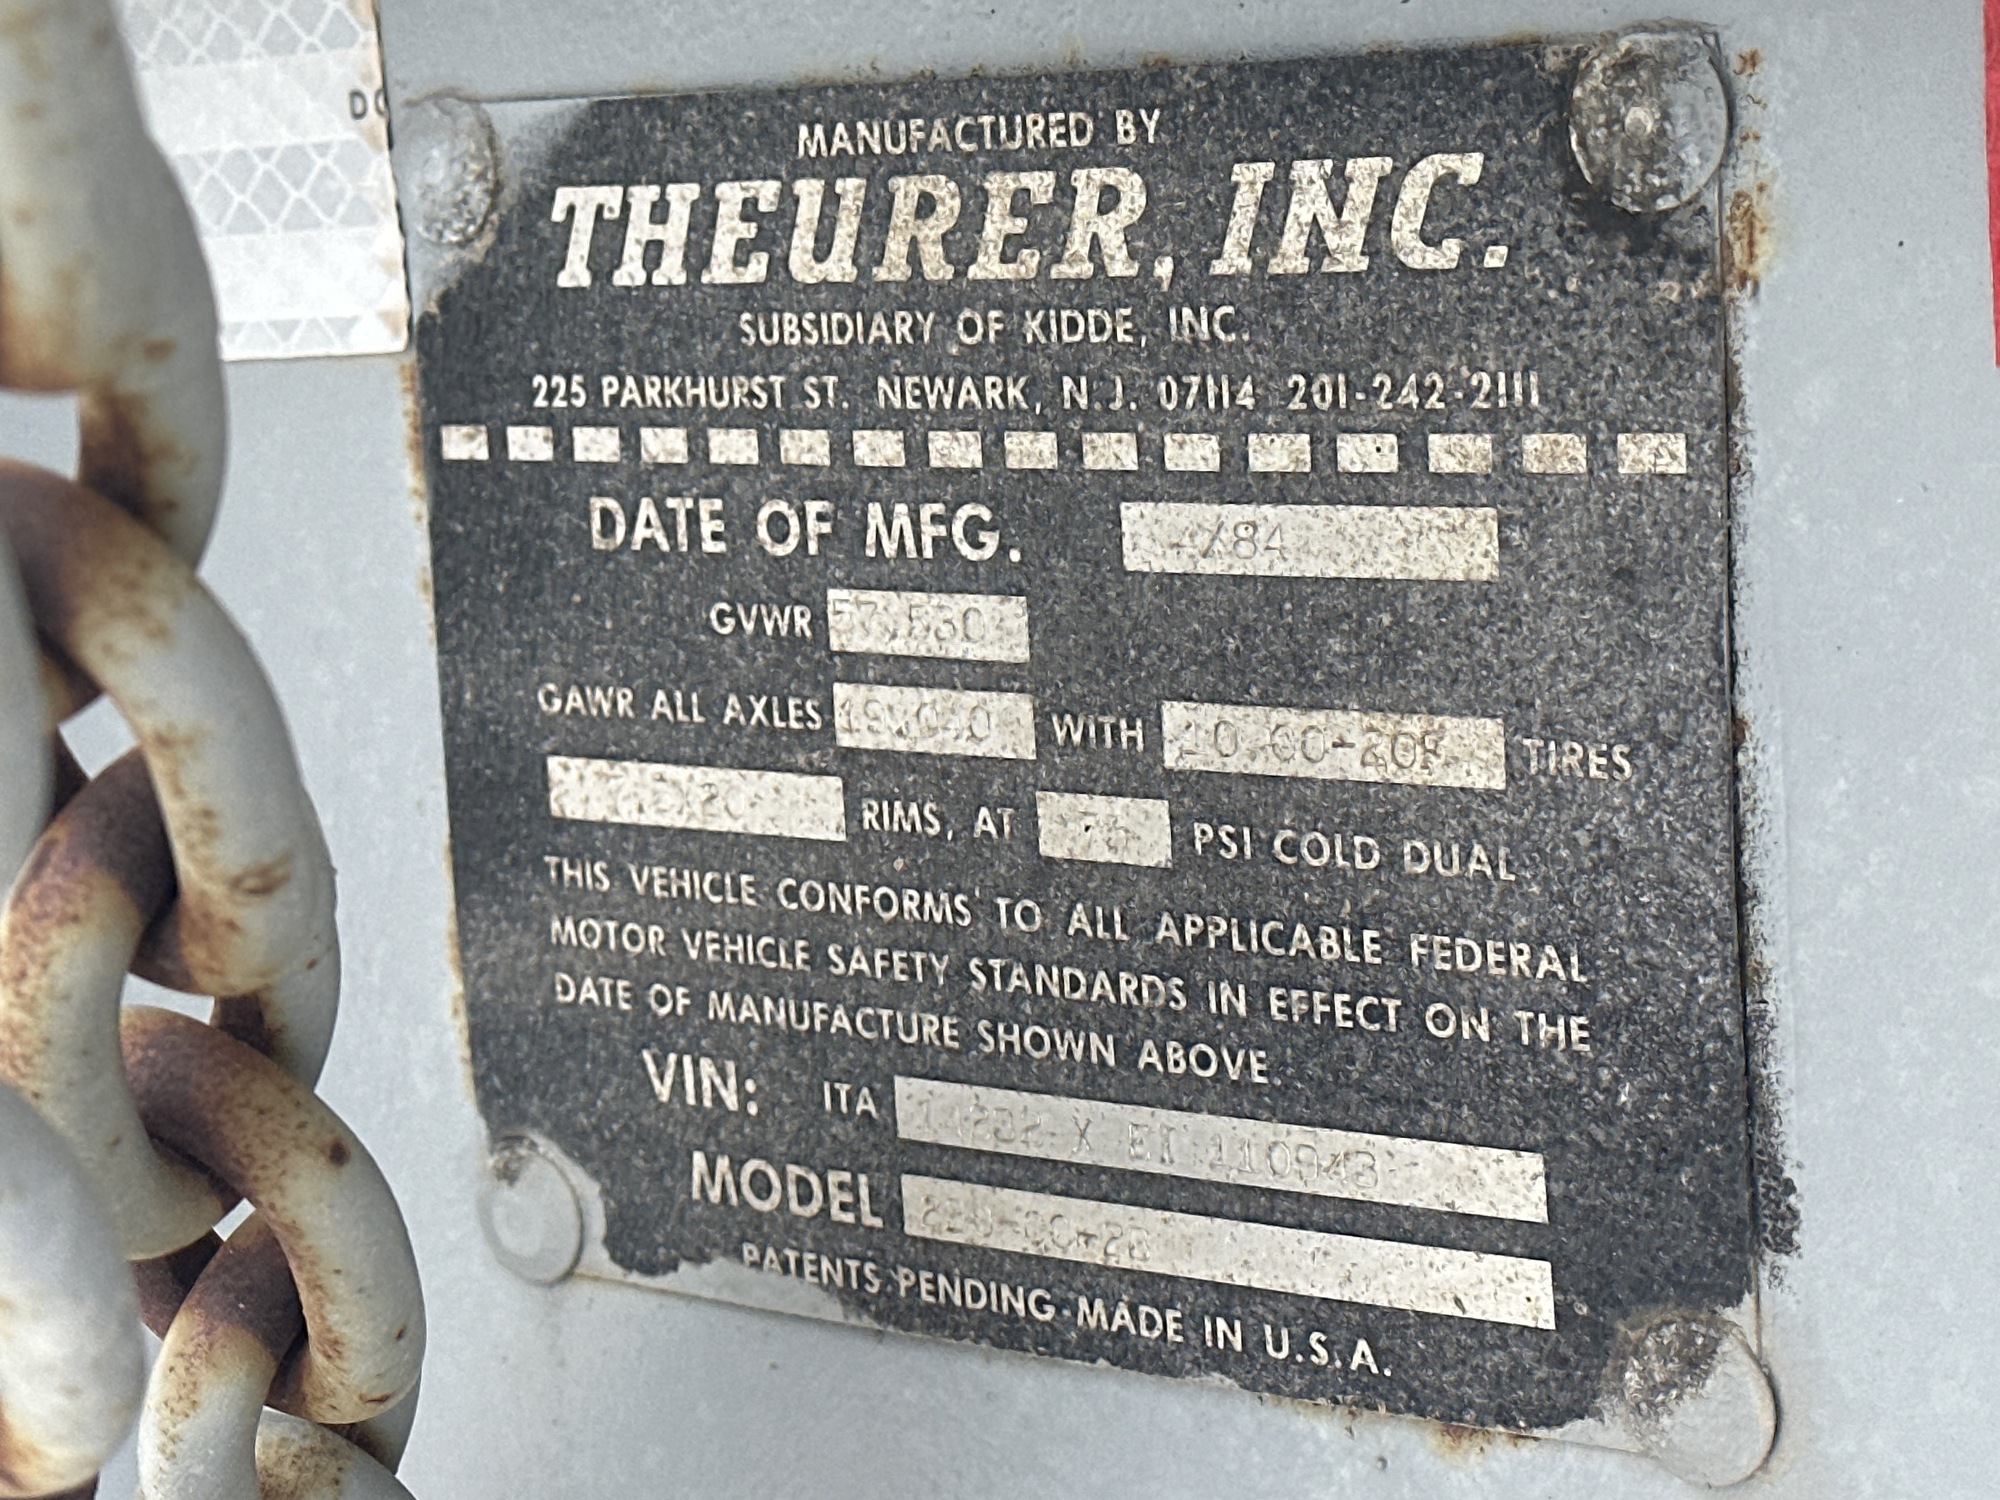 MANUFACTURED BY
THEURER, INC.
SUBSIDIARY OF KIDDE, INC.
225 PARKHURST ST. NEWARK, N.J. 07114 201-242-2111
DATE OF MFG. 4/84
GVWR
GAWR ALL AXLES WITH TIRES
RIMS, AT PSI COLD DUAL
THIS VEHICLE CONFORMS TO ALL APPLICABLE FEDERAL
MOTOR VEHICLE SAFETY STANDARDS IN EFFECT ON THE
DATE OF MANUFACTURE SHOWN ABOVE.
VIN: ITA
MODEL
PATENTS PENDING-MADE IN U.S.A.